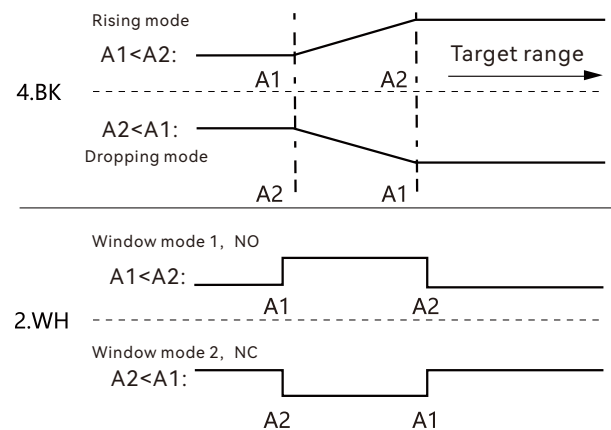 Rising mode
A1<A2:
A1
A2
Target range
4.BK
A2<A1:
Dropping mode
A2
A1
Window mode 1, NO
A1<A2:
A1
A2
2.WH
Window mode 2, NC
A2<A1:
A2
A1